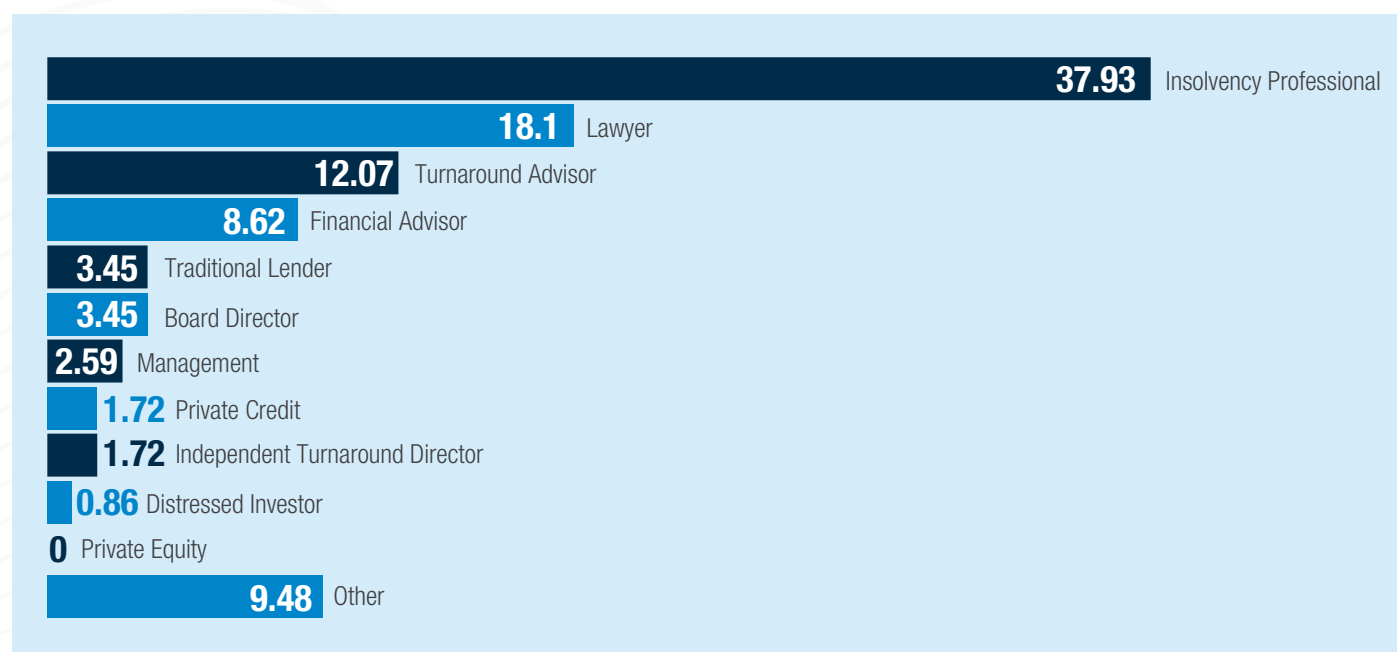 37.93 Insolvency Professional
18.1 Lawyer
12.07 Turnaround Advisor
8.62 Financial Advisor
3.45 Traditional Lender
3.45 Board Director
2.59 Management
1.72 Private Credit
1.72 Independent Turnaround Director
0.86 Distressed Investor
0 Private Equity
9.48 Other